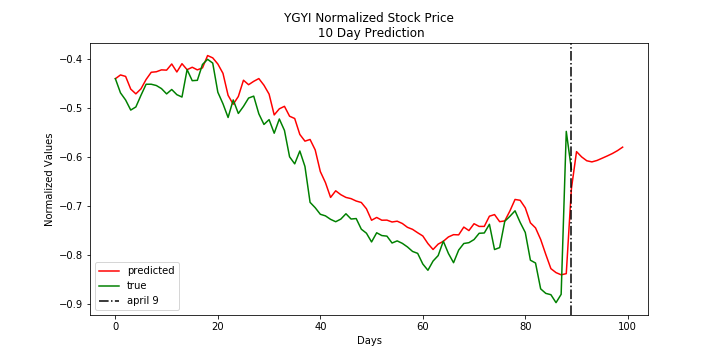 YGYI Normalized Stock Price
10 Day Prediction
Normalized Values
−0.4
−0.5
−0.6
−0.7
−0.8
−0.9
predicted
true
april 9
0 20 40 60 80 100
Days